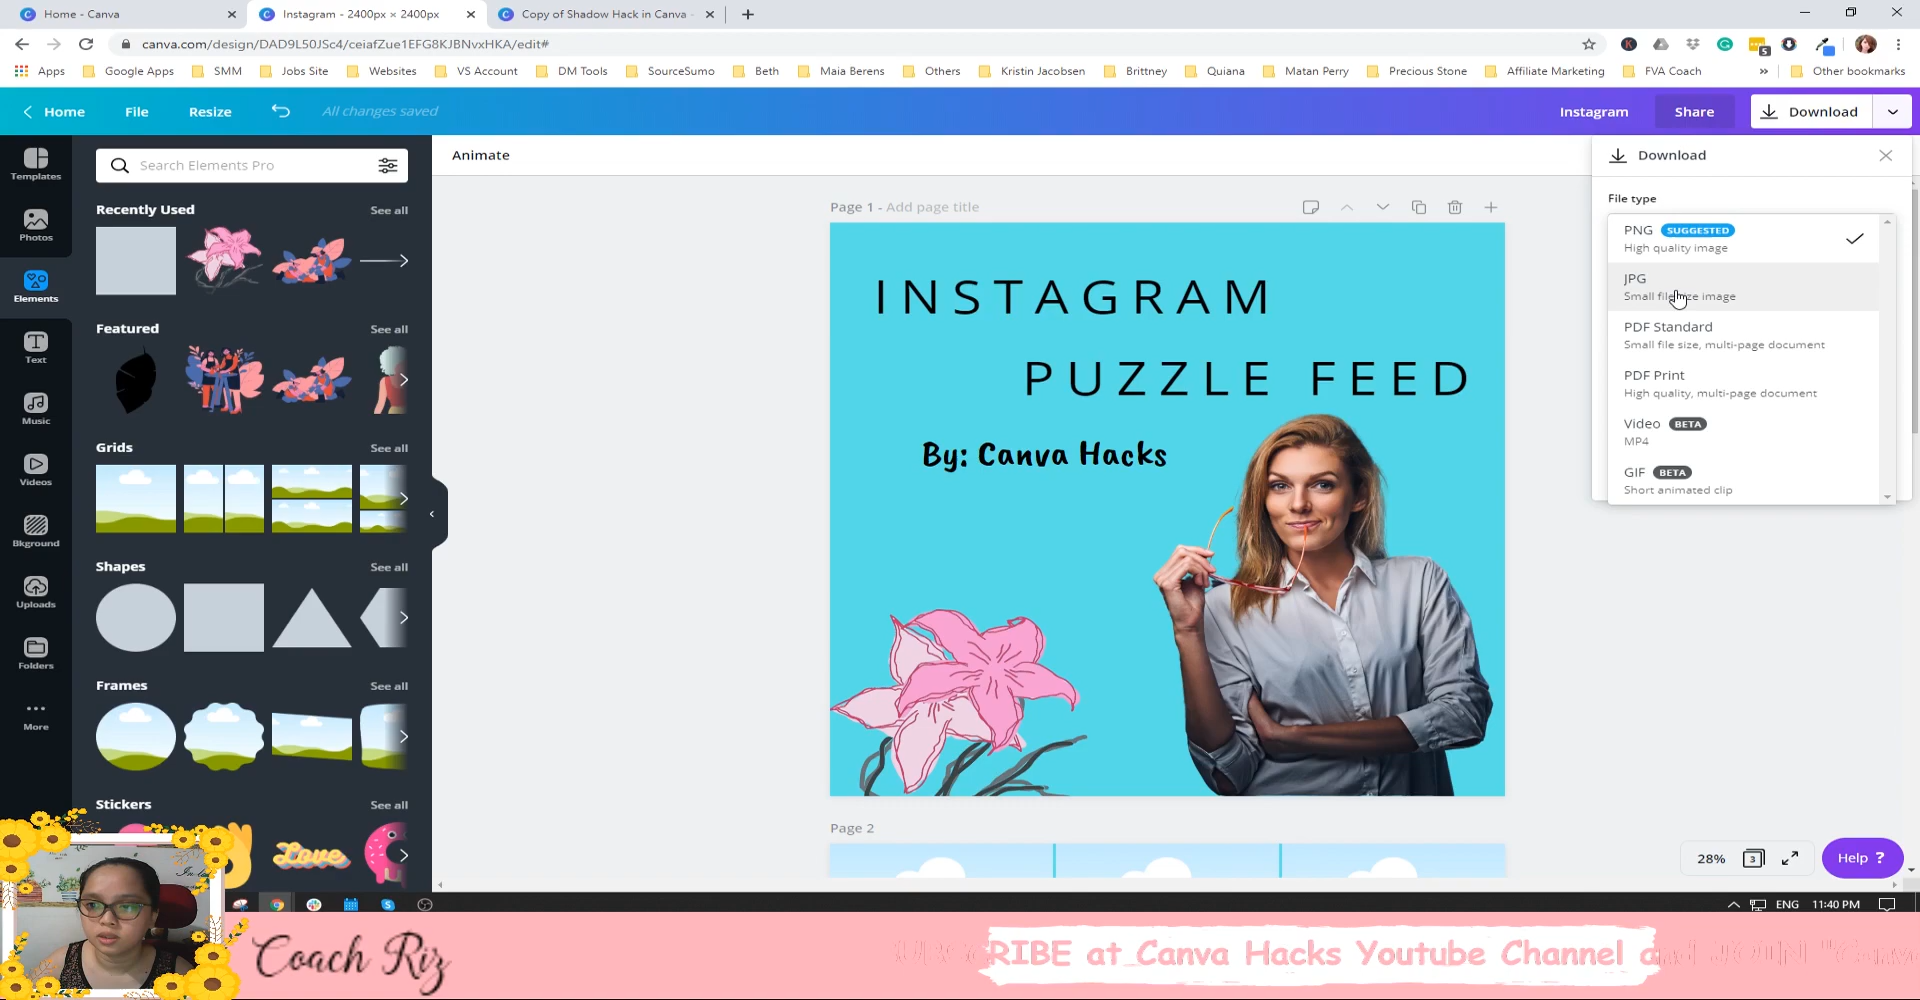 Home - Canva
Instagram - 2400px × 2400px
Copy of Shadow Hack in Canva -
canva.com/design/DAD9L50JSc4/ceiafZue1EFG8KJBNvxHKA/edit#
5
Apps
Google Apps
SMM
Jobs Site
Websites
VS Account
DM Tools
SourceSumo
Beth
Maia Berens
Others
Kristin Jacobsen
Brittney
Quiana
Matan Perry
Precious Stone
Affiliate Marketing
FVA Coach
»
Other bookmarks
Home
File
Resize
All changes saved
Instagram
Share
Download
Templates
Photos
Elements
Text
Music
Videos
Bkground
Uploads
Folders
More
Search Elements Pro
Recently Used
See all
Featured
See all
Grids
See all
Shapes
See all
Frames
See all
Stickers
See all
Love
Animate
Page 1 - Add page title
INSTAGRAM
PUZZLE FEED
By: Canva Hacks
Page 2
Download
File type
PNG SUGGESTED
High quality image
JPG
Small file size image
PDF Standard
Small file size, multi-page document
PDF Print
High quality, multi-page document
Video BETA
MP4
GIF BETA
Short animated clip
28%
3
Help ?
ENG
11:40 PM
Coach Riz
SUBSCRIBE at Canva Hacks Youtube Channel and JOIN "Canva